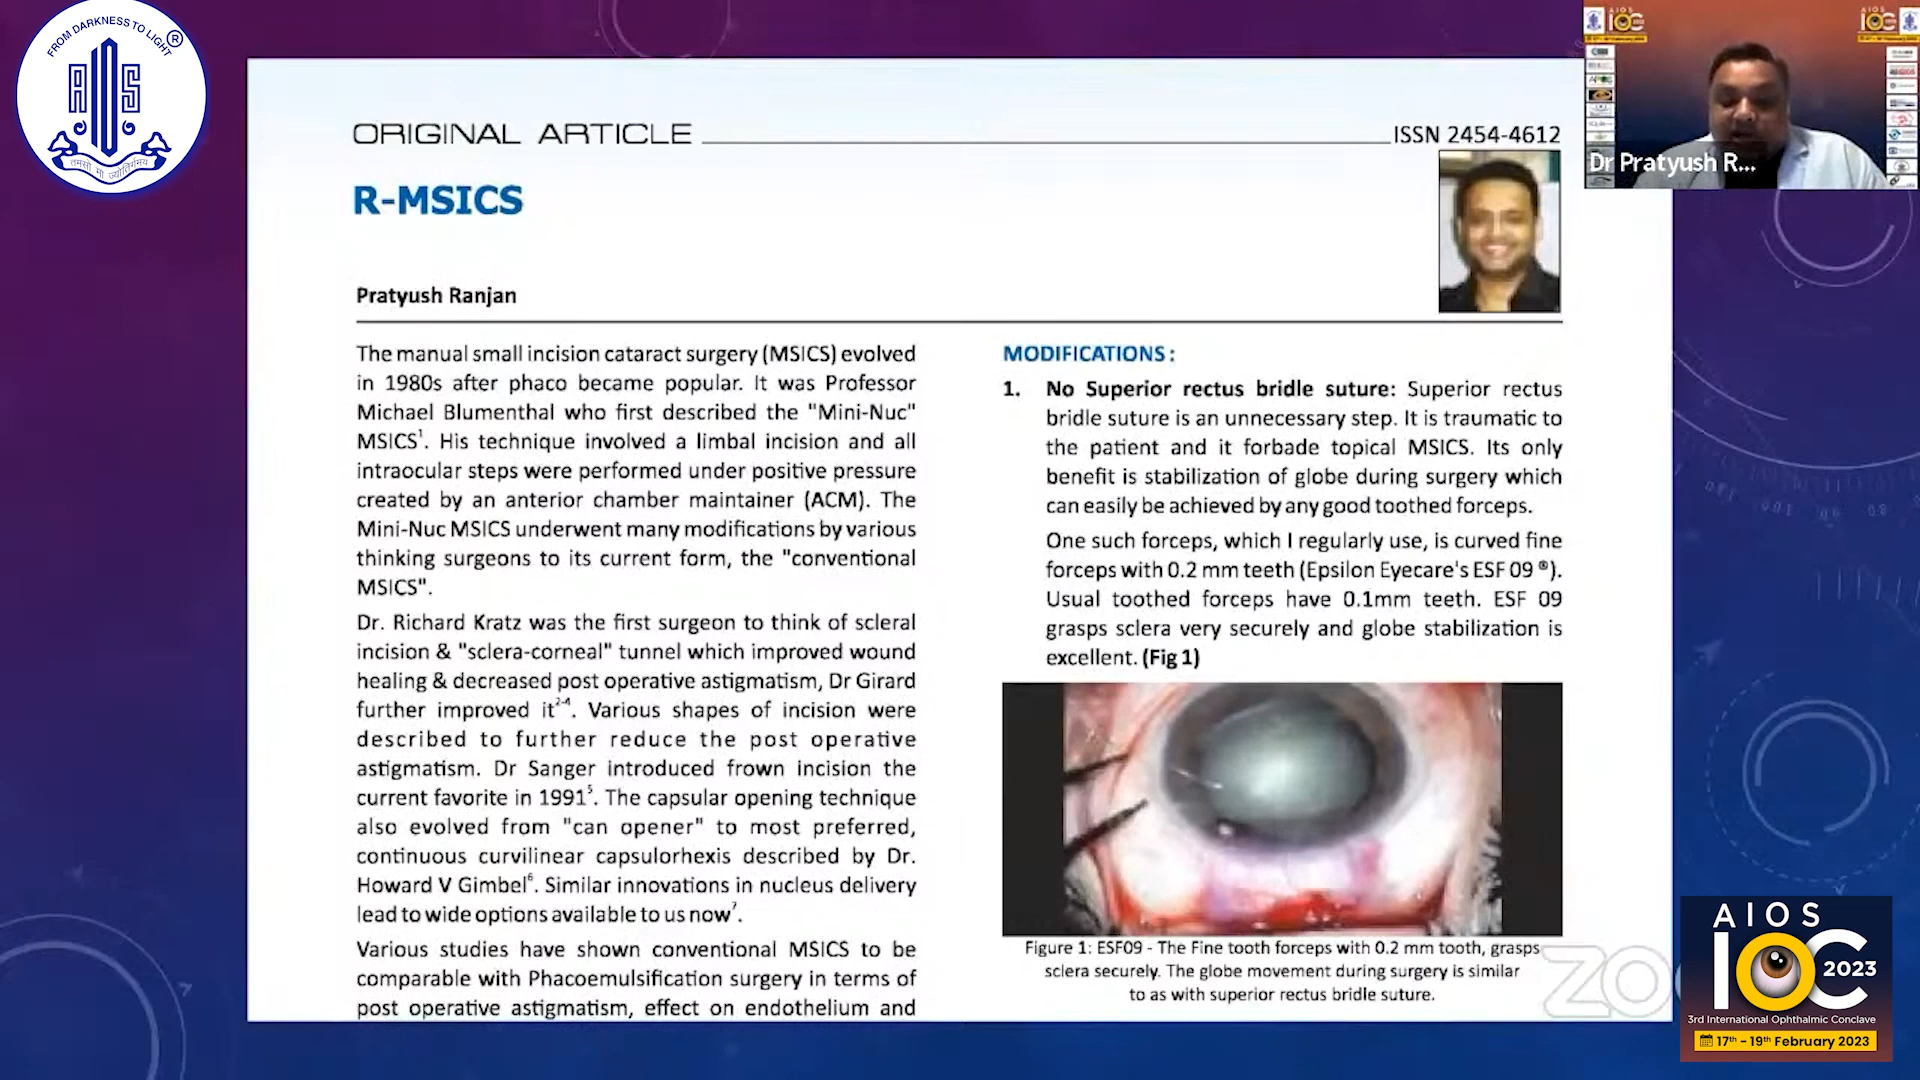 FROM DARKNESS TO LIGHT
®
AIOS
तमसो मा ज्योतिर्गमय
ORIGINAL ARTICLE
ISSN 2454-4612
R-MSICS
Pratyush Ranjan
The manual small incision cataract surgery (MSICS) evolved
in 1980s after phaco became popular. It was Professor
Michael Blumenthal who first described the "Mini-Nuc"
MSICS¹. His technique involved a limbal incision and all
intraocular steps were performed under positive pressure
created by an anterior chamber maintainer (ACM). The
Mini-Nuc MSICS underwent many modifications by various
thinking surgeons to its current form, the "conventional
MSICS".
Dr. Richard Kratz was the first surgeon to think of scleral
incision & "sclera-corneal" tunnel which improved wound
healing & decreased post operative astigmatism, Dr Girard
further improved it²⁻⁴. Various shapes of incision were
described to further reduce the post operative
astigmatism. Dr Sanger introduced frown incision the
current favorite in 1991⁵. The capsular opening technique
also evolved from "can opener" to most preferred,
continuous curvilinear capsulorhexis described by Dr.
Howard V Gimbel⁶. Similar innovations in nucleus delivery
lead to wide options available to us now⁷.
Various studies have shown conventional MSICS to be
comparable with Phacoemulsification surgery in terms of
post operative astigmatism, effect on endothelium and
MODIFICATIONS:
1. No Superior rectus bridle suture: Superior rectus
bridle suture is an unnecessary step. It is traumatic to
the patient and it forbade topical MSICS. Its only
benefit is stabilization of globe during surgery which
can easily be achieved by any good toothed forceps.
One such forceps, which I regularly use, is curved fine
forceps with 0.2 mm teeth (Epsilon Eyecare's ESF 09 ®).
Usual toothed forceps have 0.1mm teeth. ESF 09
grasps sclera very securely and globe stabilization is
excellent. (Fig 1)
Figure 1: ESF09 - The Fine tooth forceps with 0.2 mm tooth, grasps
sclera securely. The globe movement during surgery is similar
to as with superior rectus bridle suture.
Dr Pratyush R...
AIOS
IOC
2023
3rd International Ophthalmic Conclave
17th - 19th February 2023